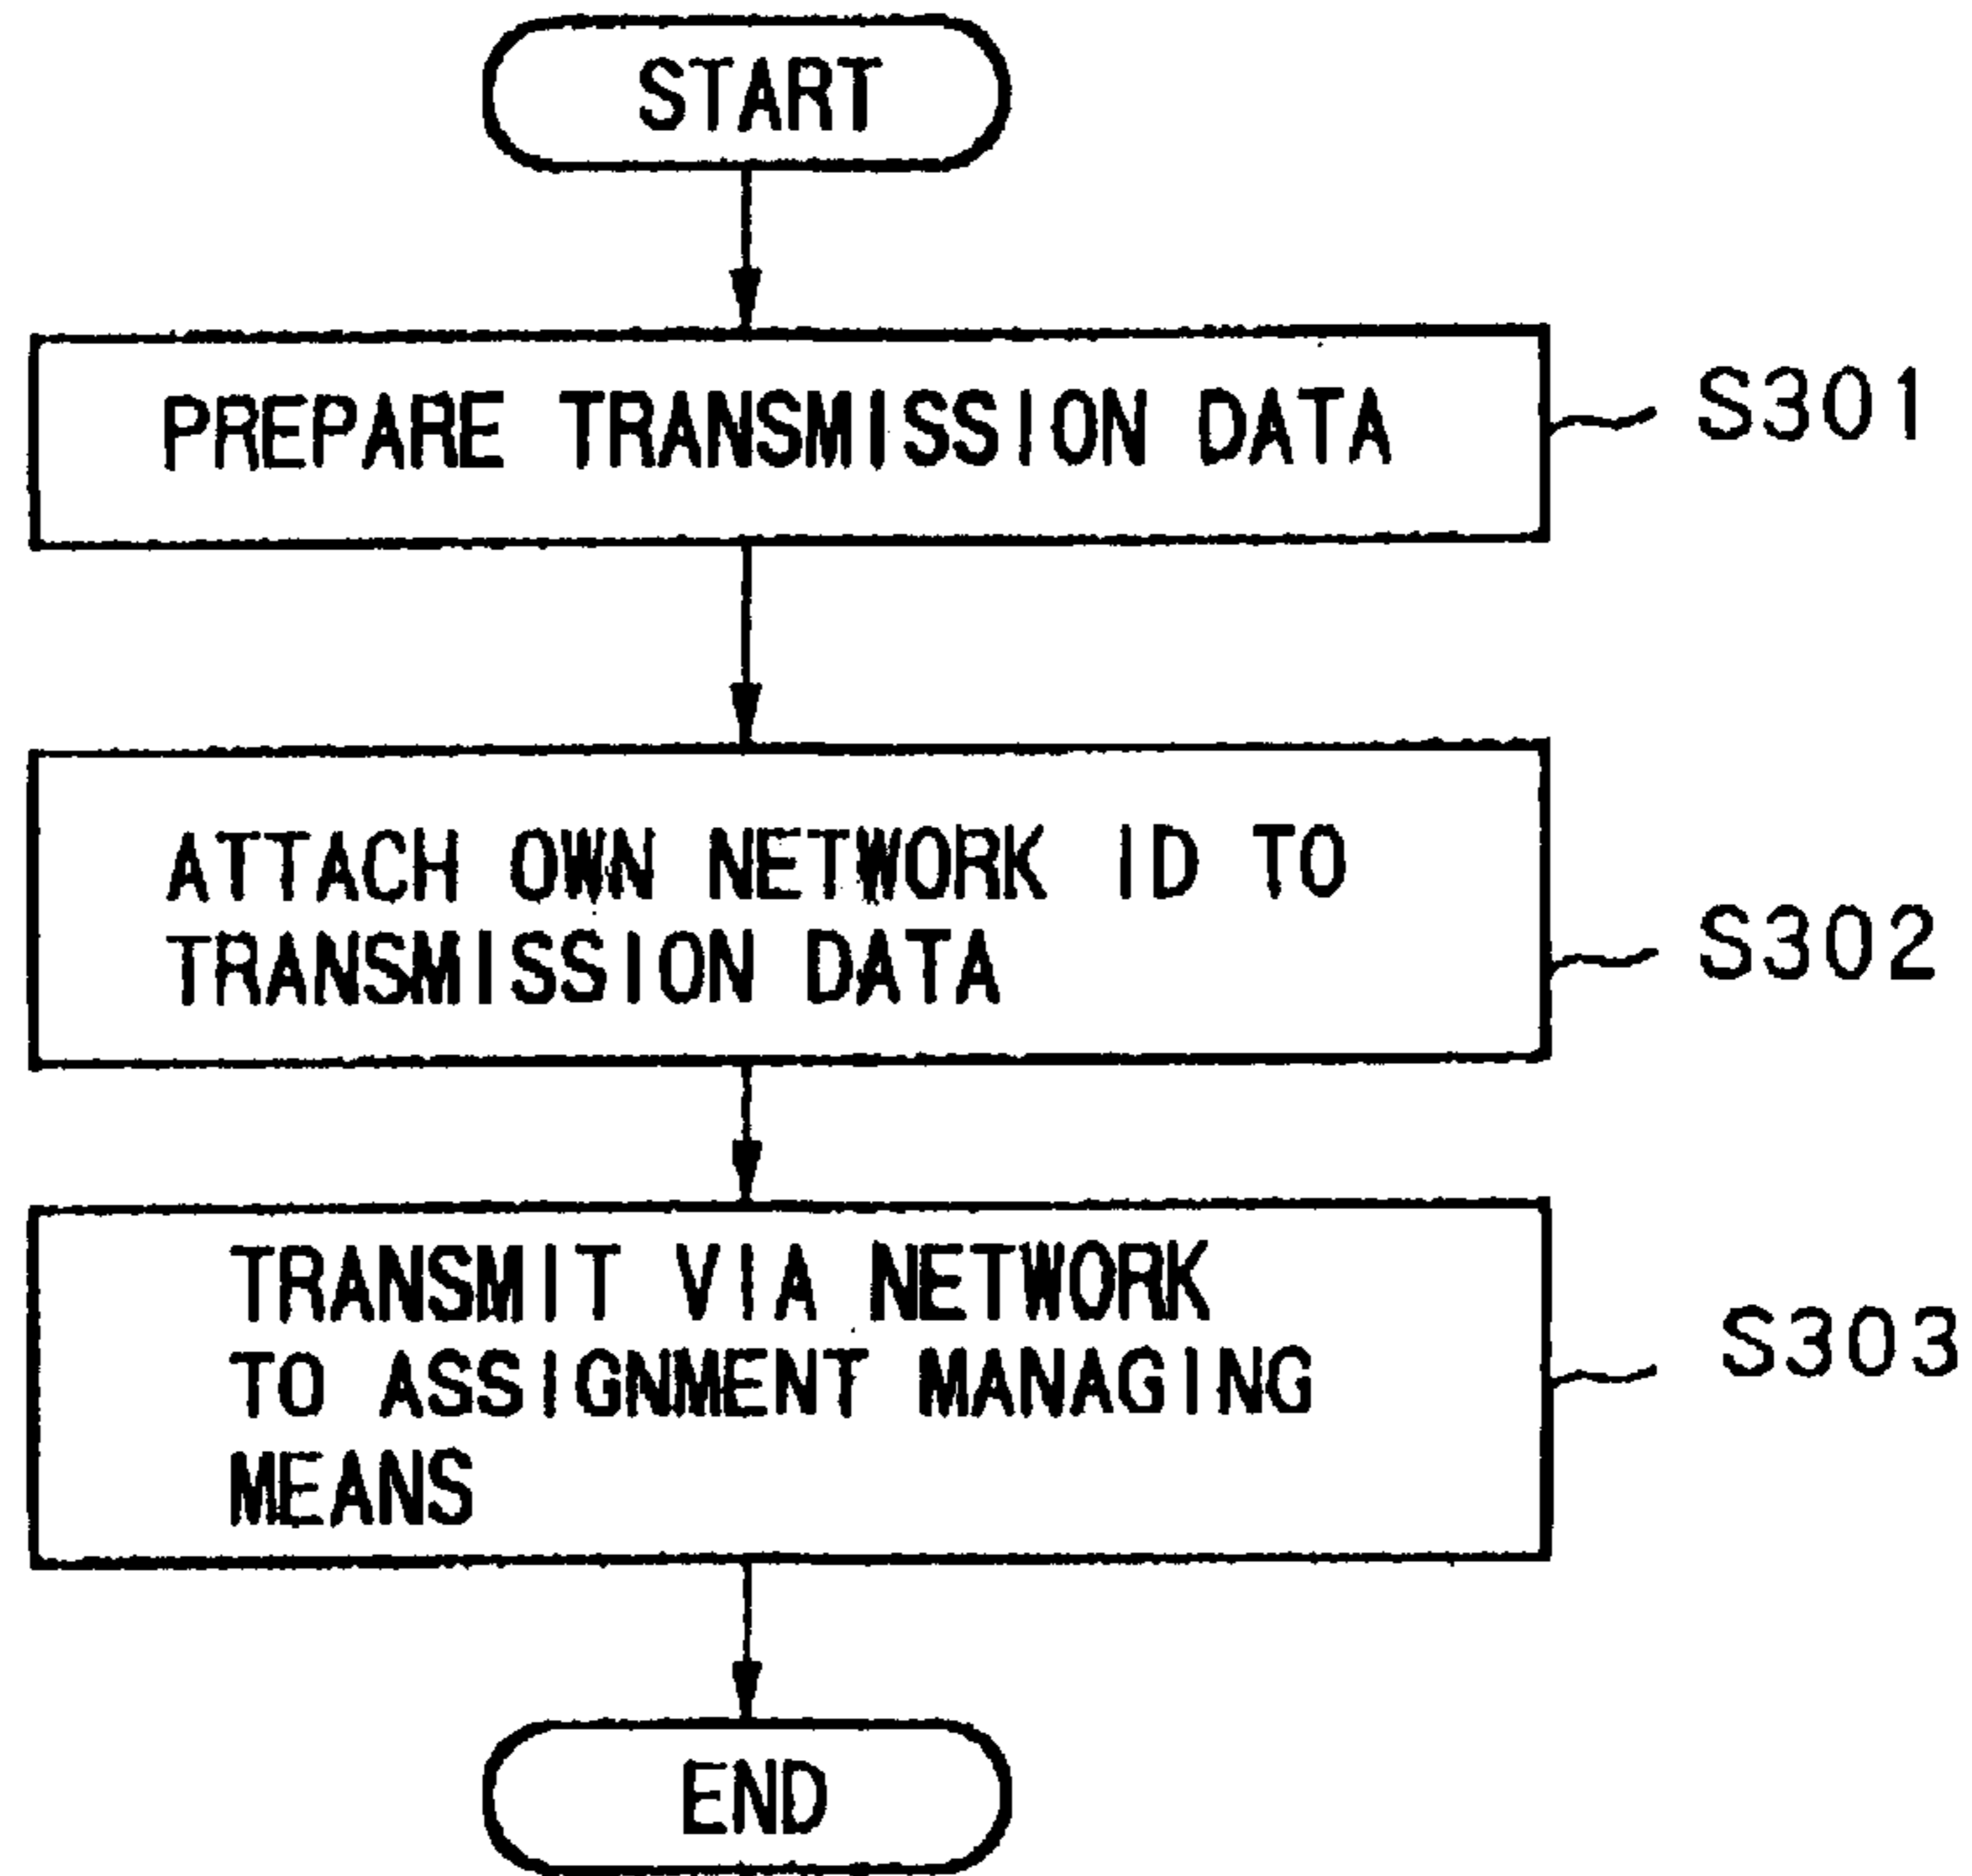 START
PREPARE TRANSMISSION DATA
S301
ATTACH OWN NETWORK ID TO
TRANSMISSION DATA
S302
TRANSMIT VIA NETWORK
TO ASSIGNMENT MANAGING
MEANS
S303
END